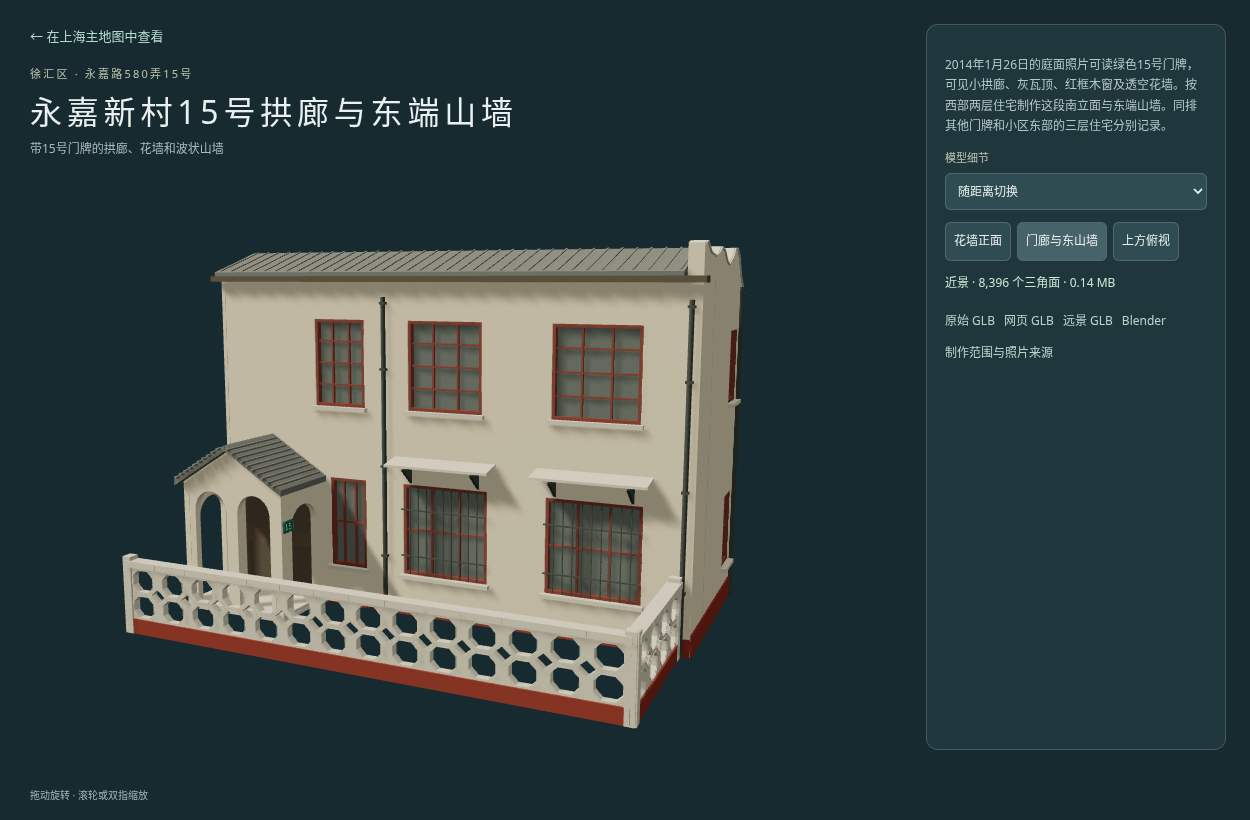 ← 在上海主地图中查看
徐汇区 · 永嘉路580弄15号
永嘉新村15号拱廊与东端山墙
带15号门牌的拱廊、花墙和波状山墙
15
拖动旋转 · 滚轮或双指缩放
2014年1月26日的庭面照片可读绿色15号门牌，
可见小拱廊、灰瓦顶、红框木窗及透空花墙。按
西部两层住宅制作这段南立面与东端山墙。同排
其他门牌和小区东部的三层住宅分别记录。
模型细节
随距离切换
花墙正面 门廊与东山墙 上方俯视
近景 · 8,396 个三角面 · 0.14 MB
原始 GLB 网页 GLB 远景 GLB Blender
制作范围与照片来源